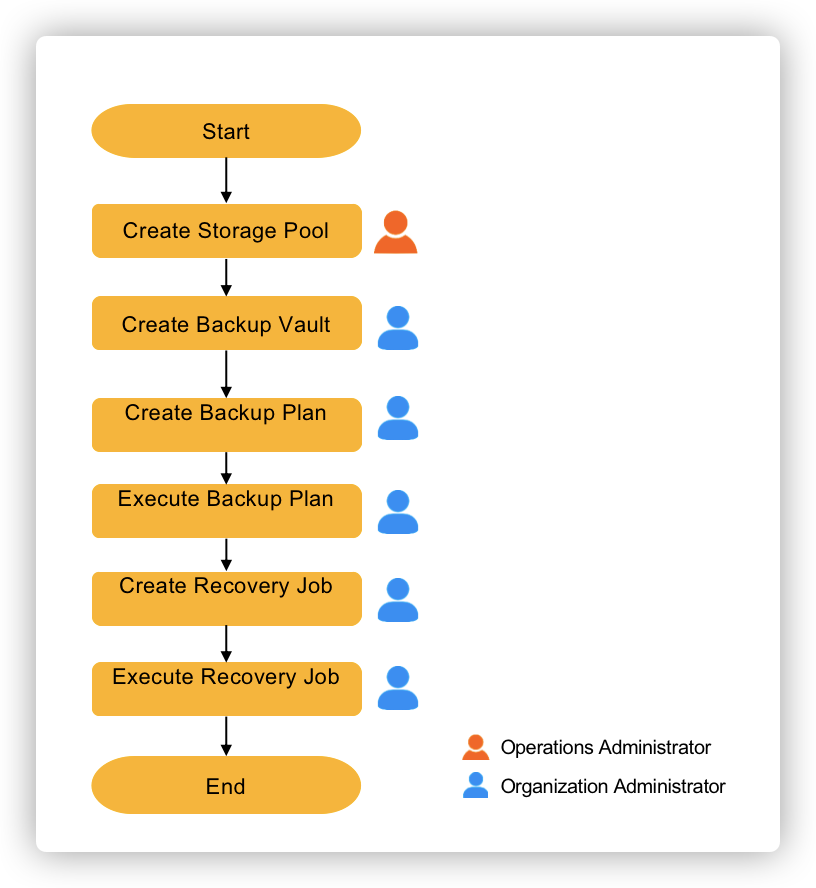 Start
Create Storage Pool
Create Backup Vault
Create Backup Plan
Execute Backup Plan
Create Recovery Job
Execute Recovery Job
End
Operations Administrator
Organization Administrator